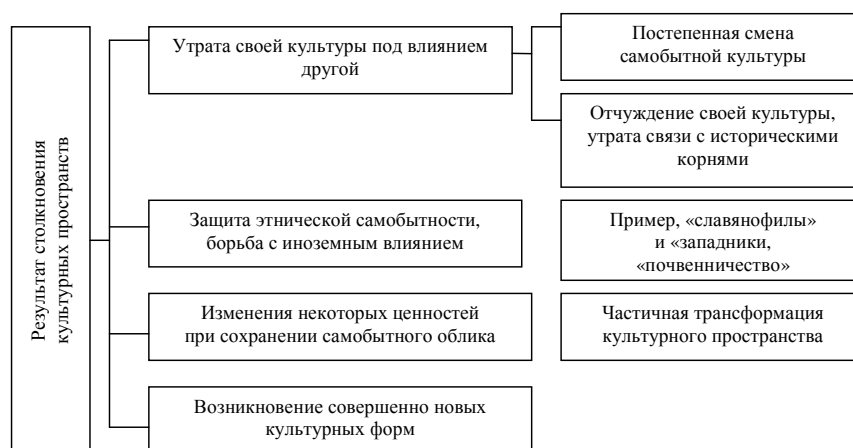 Результат столкновения
культурных пространств
Утрата своей культуры под влиянием
другой
Постепенная смена
самобытной культуры
Отчуждение своей культуры,
утрата связи с историческими
корнями
Защита этнической самобытности,
борьба с иноземным влиянием
Пример, «славянофилы»
и «западники,
«почвенничество»
Изменения некоторых ценностей
при сохранении самобытного облика
Частичная трансформация
культурного пространства
Возникновение совершенно новых
культурных форм